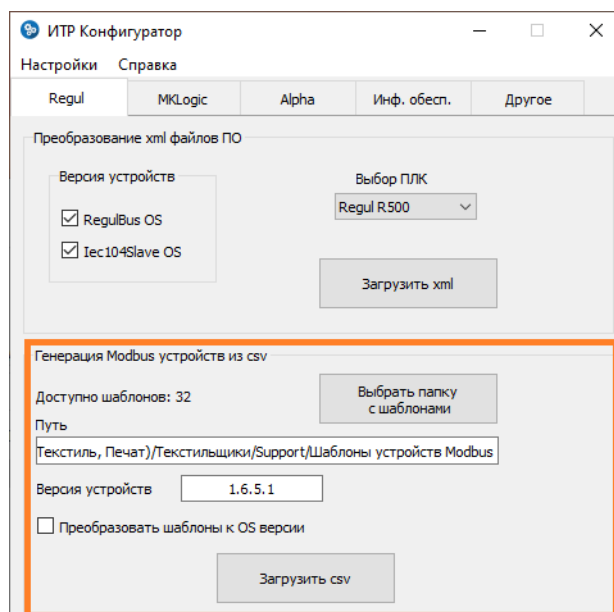 ИТР Конфигуратор
Настройки Справка
Regul MKLogic Alpha Инф. обесп. Другое
Преобразование xml файлов ПО
Версия устройств
Выбор ПЛК
RegulBus OS
Regul R500
Iec104Slave OS
Загрузить xml
Генерация Modbus устройств из csv
Доступно шаблонов: 32
Выбрать папку
с шаблонами
Путь
Текстиль, Печат)/Текстильщики/Support/Шаблоны устройств Modbus
Версия устройств 1.6.5.1
Преобразовать шаблоны к OS версии
Загрузить csv